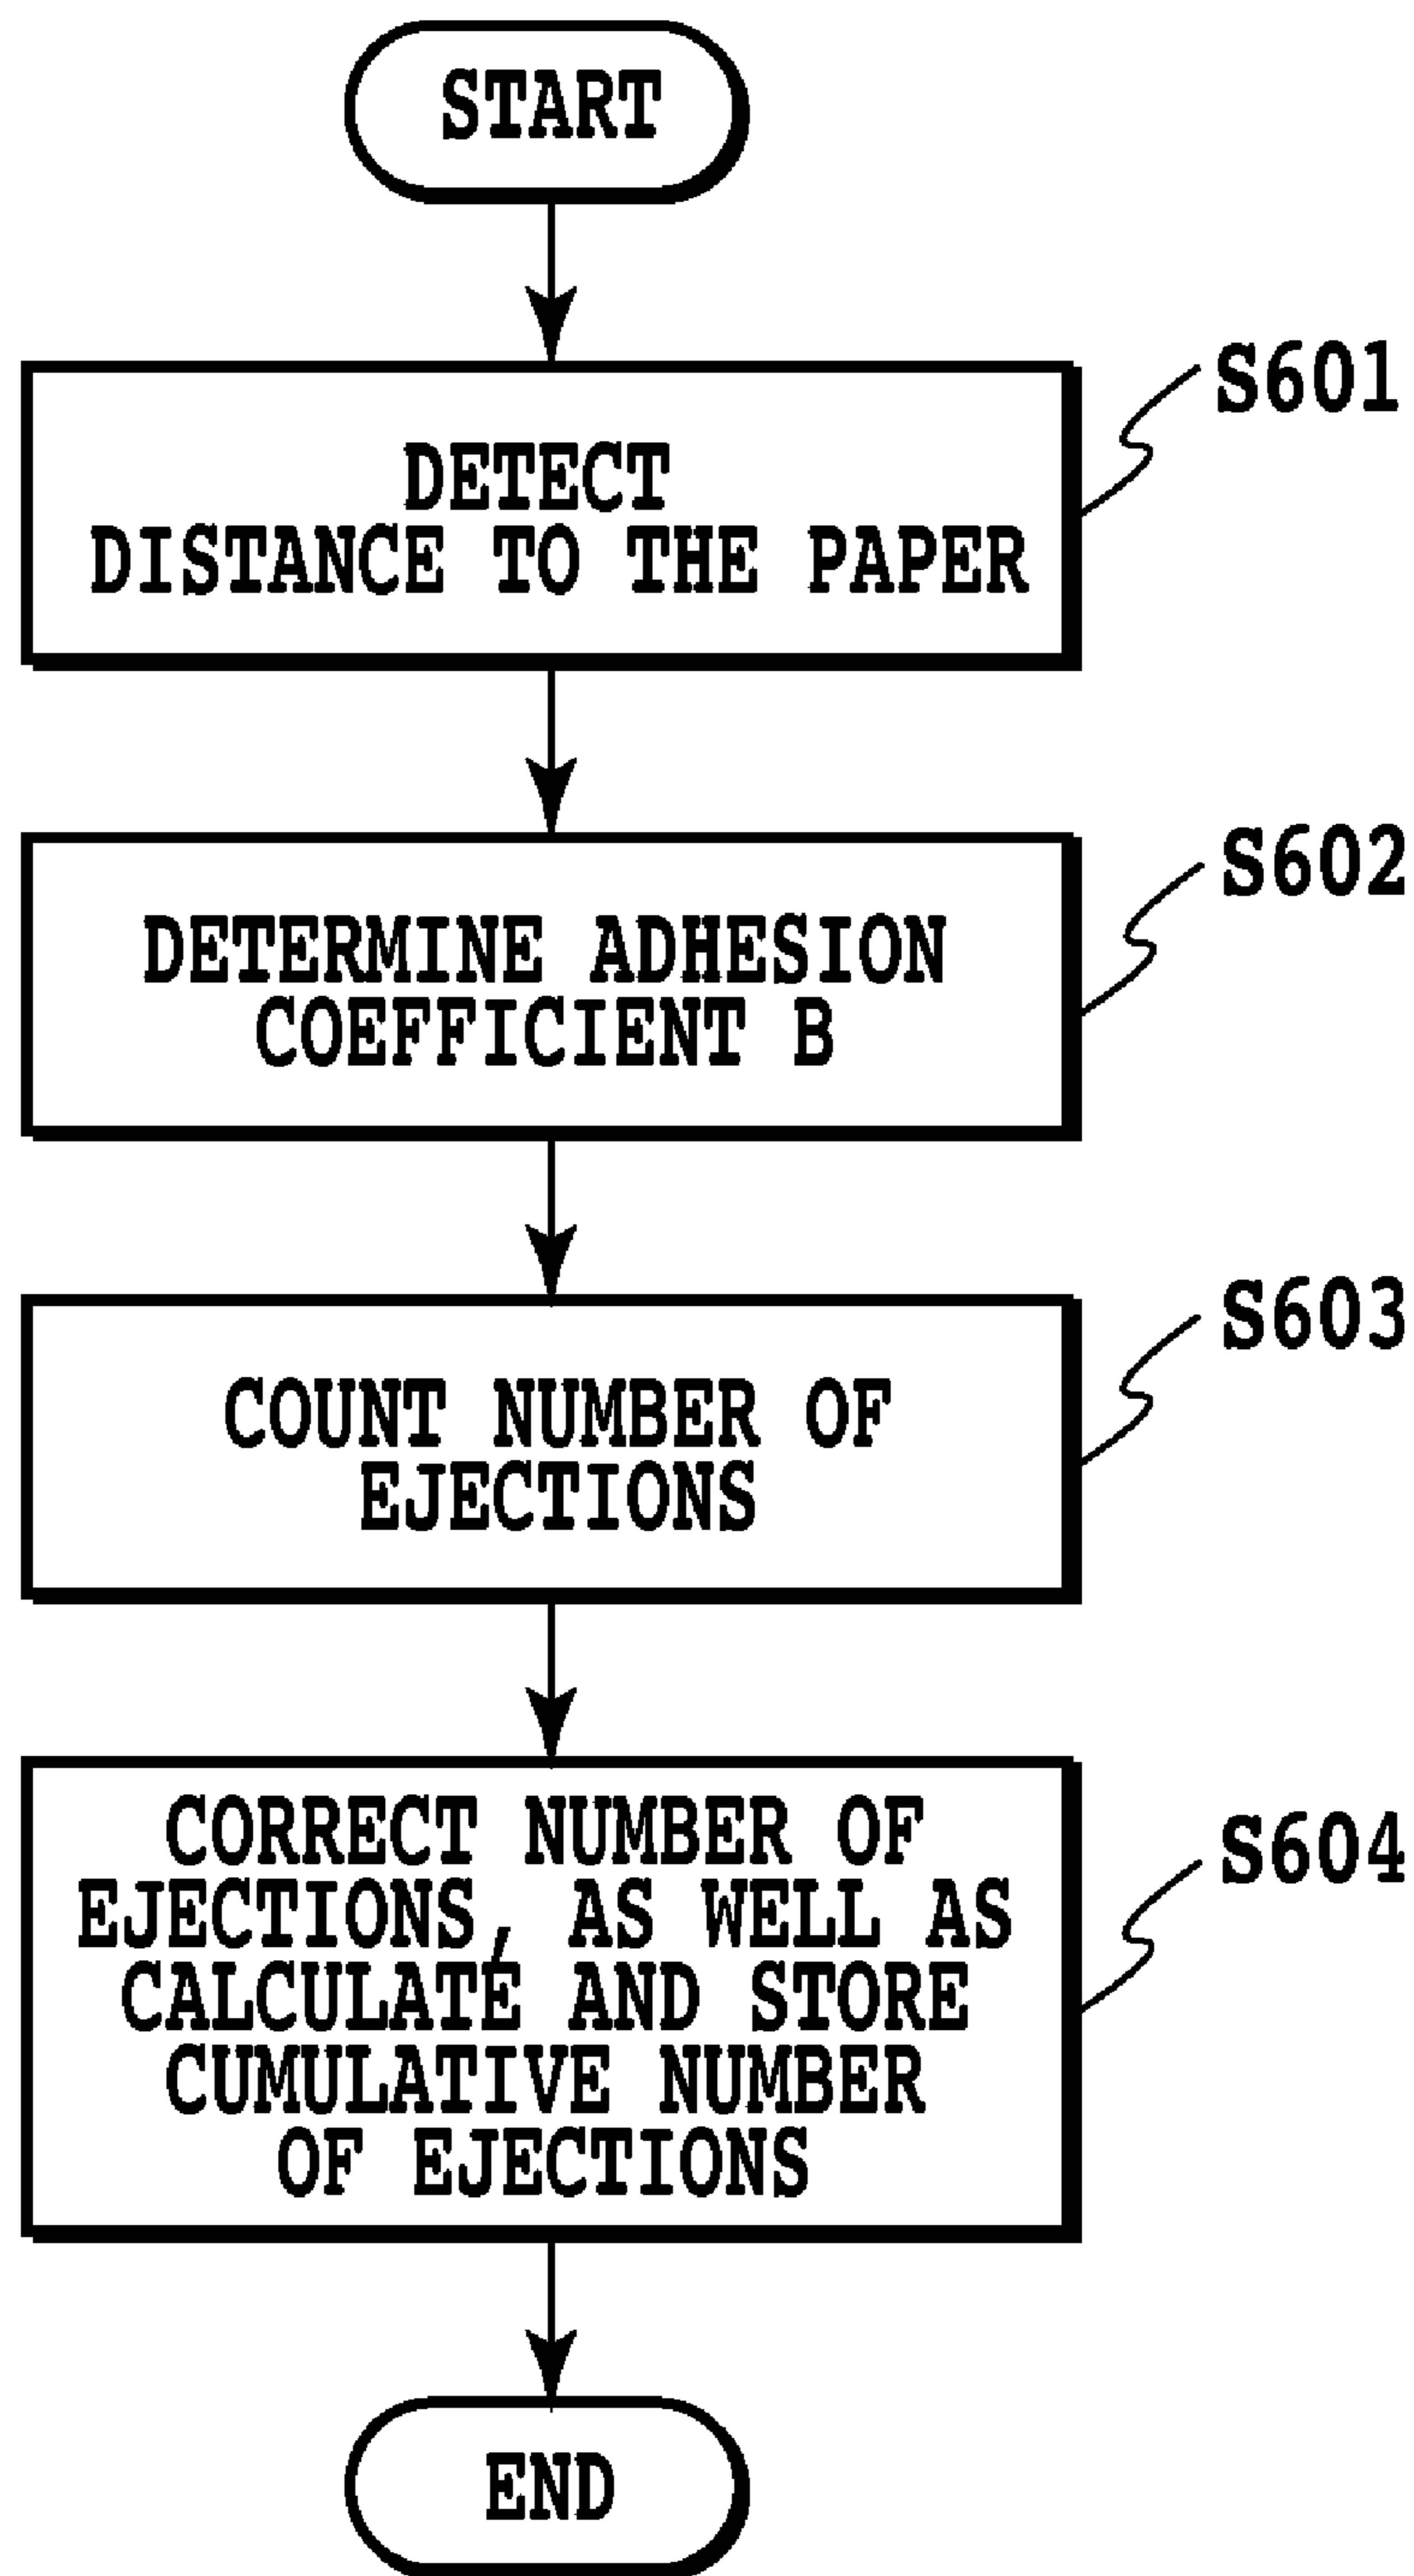 START
S601
DETECT
DISTANCE TO THE PAPER
S602
DETERMINE ADHESION
COEFFICIENT B
S603
COUNT NUMBER OF
EJECTIONS
S604
CORRECT NUMBER OF
EJECTIONS, AS WELL AS
CALCULATE AND STORE
CUMULATIVE NUMBER
OF EJECTIONS
END